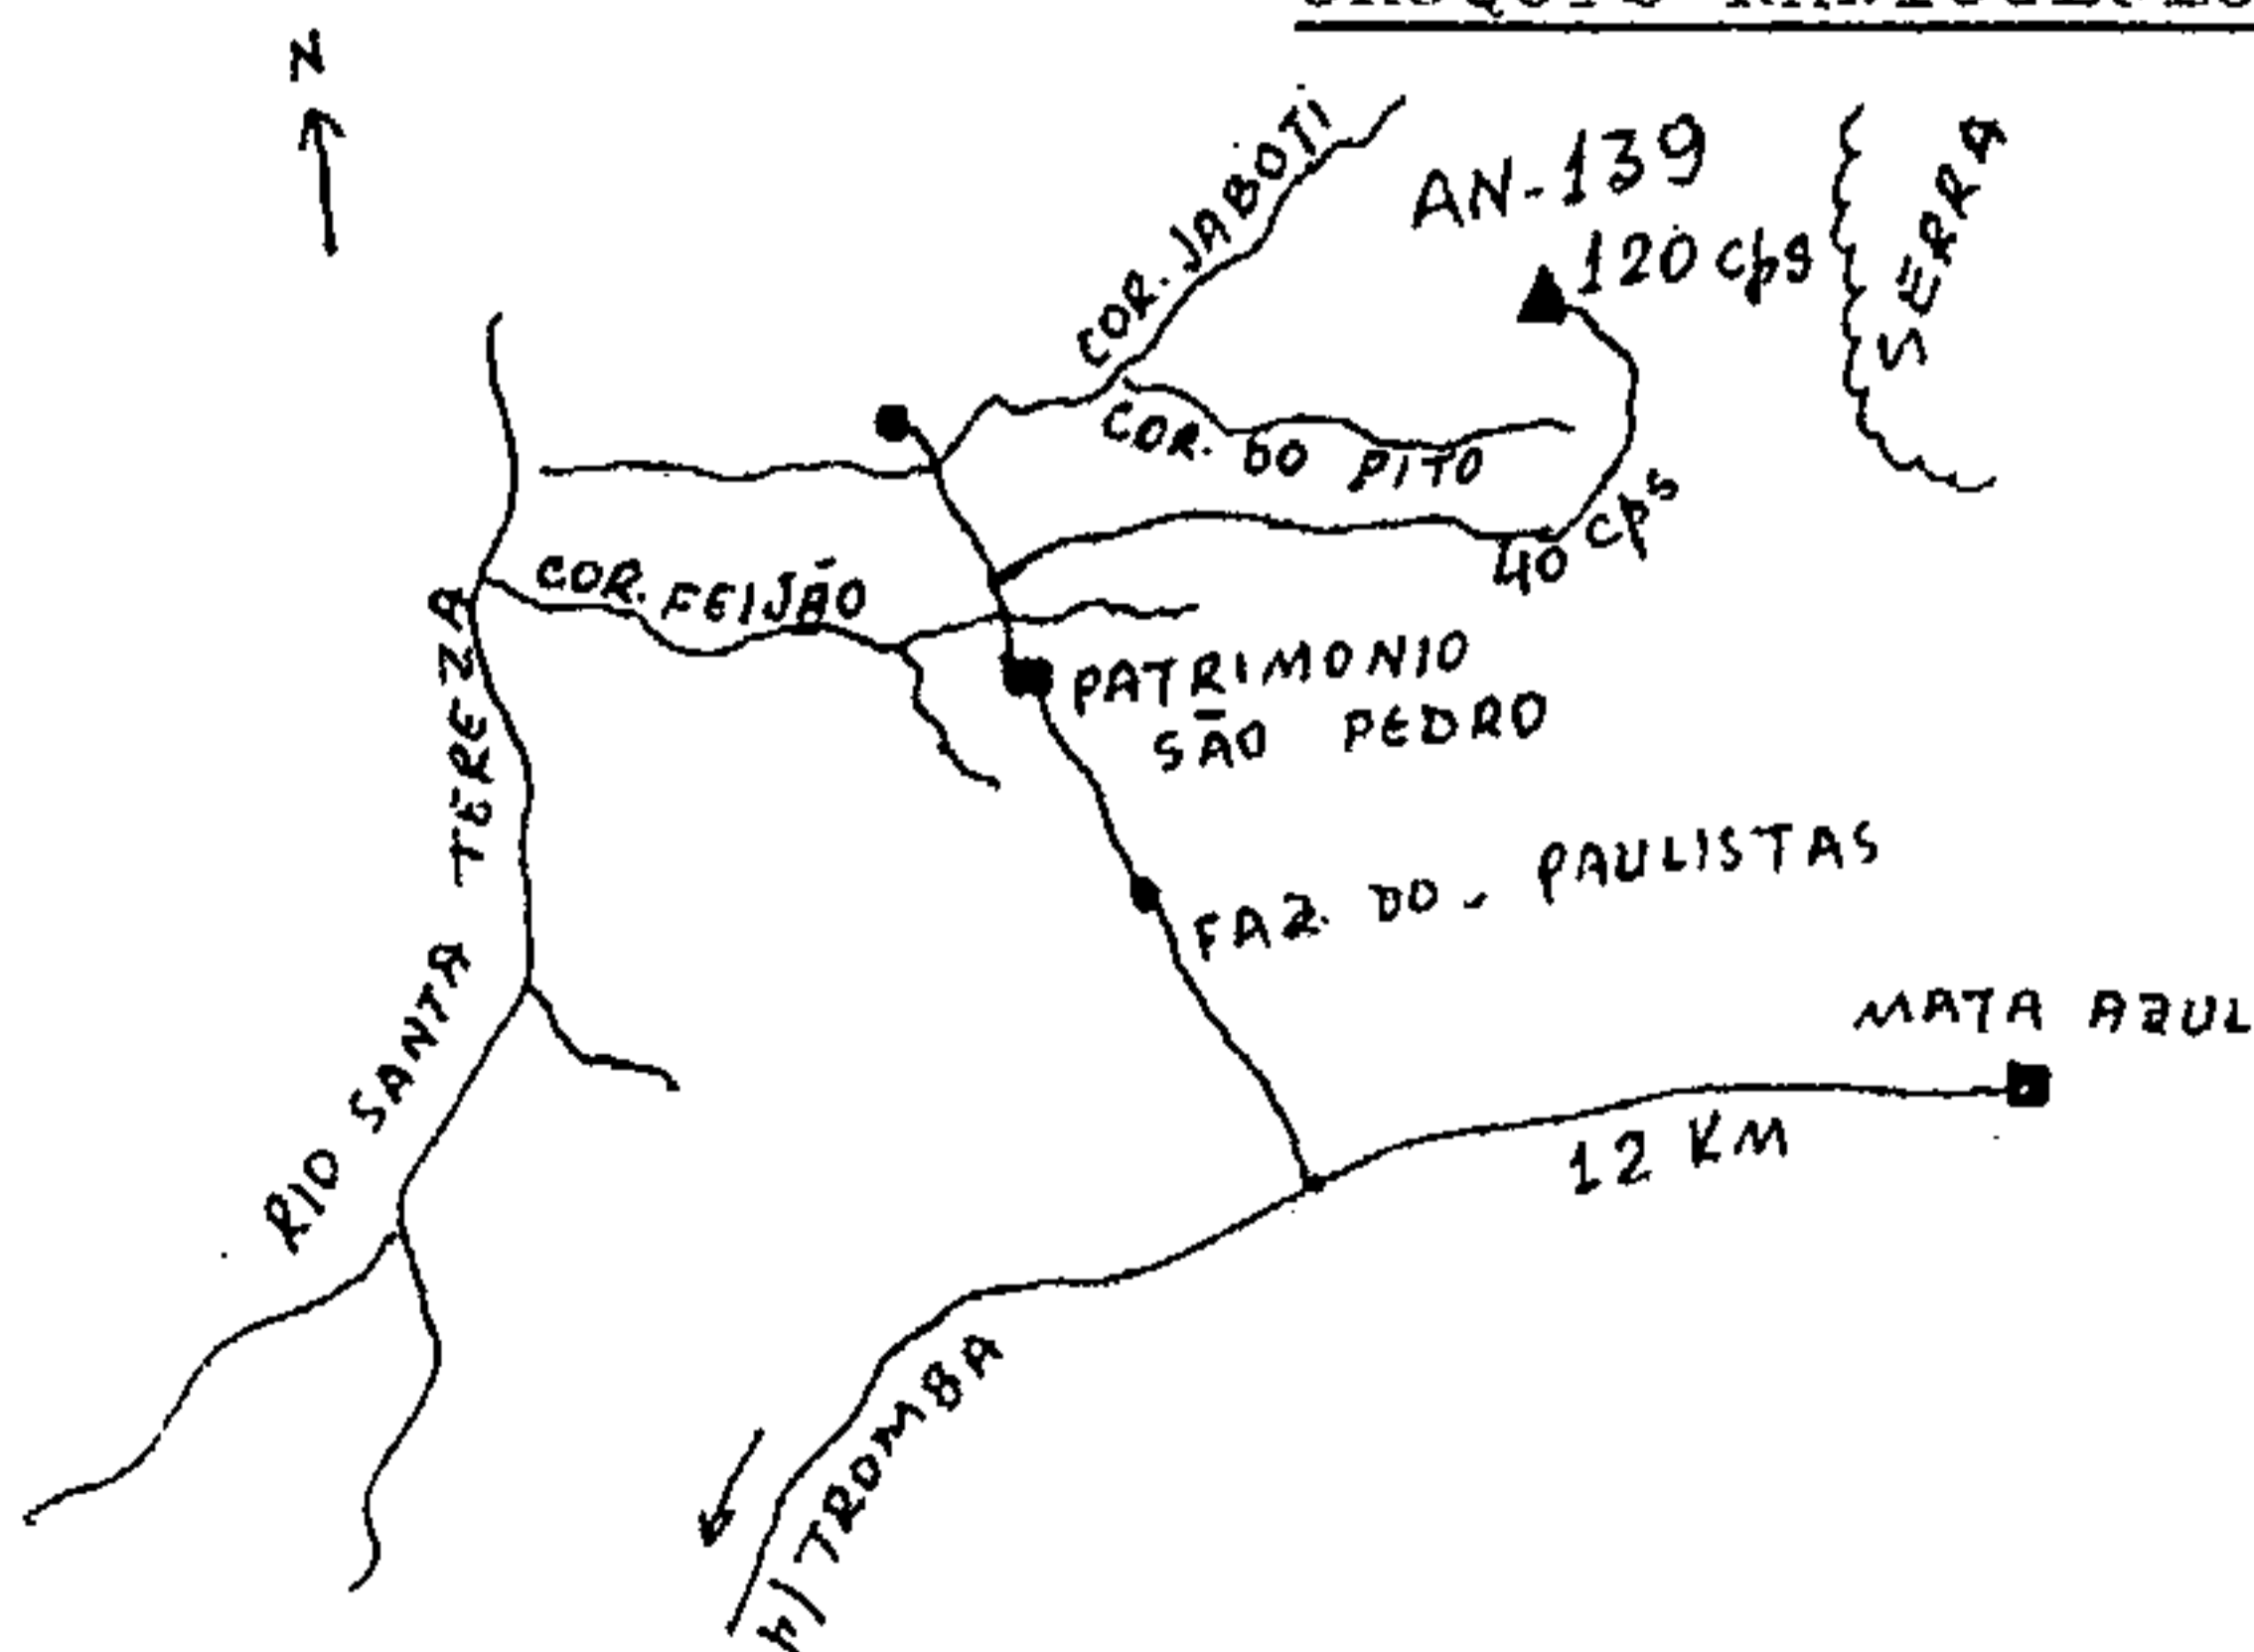 N
COR. JABOTI
AN-139
120 cps
SERRA
COR. DO PITO
40 cps
COR. FEIJÃO
PATRIMONIO
SÃO PEDRO
RIO SANTA TEREZA
FAZ. DO - PAULISTAS
MATA AZUL
12 KM
P/ TROMBA